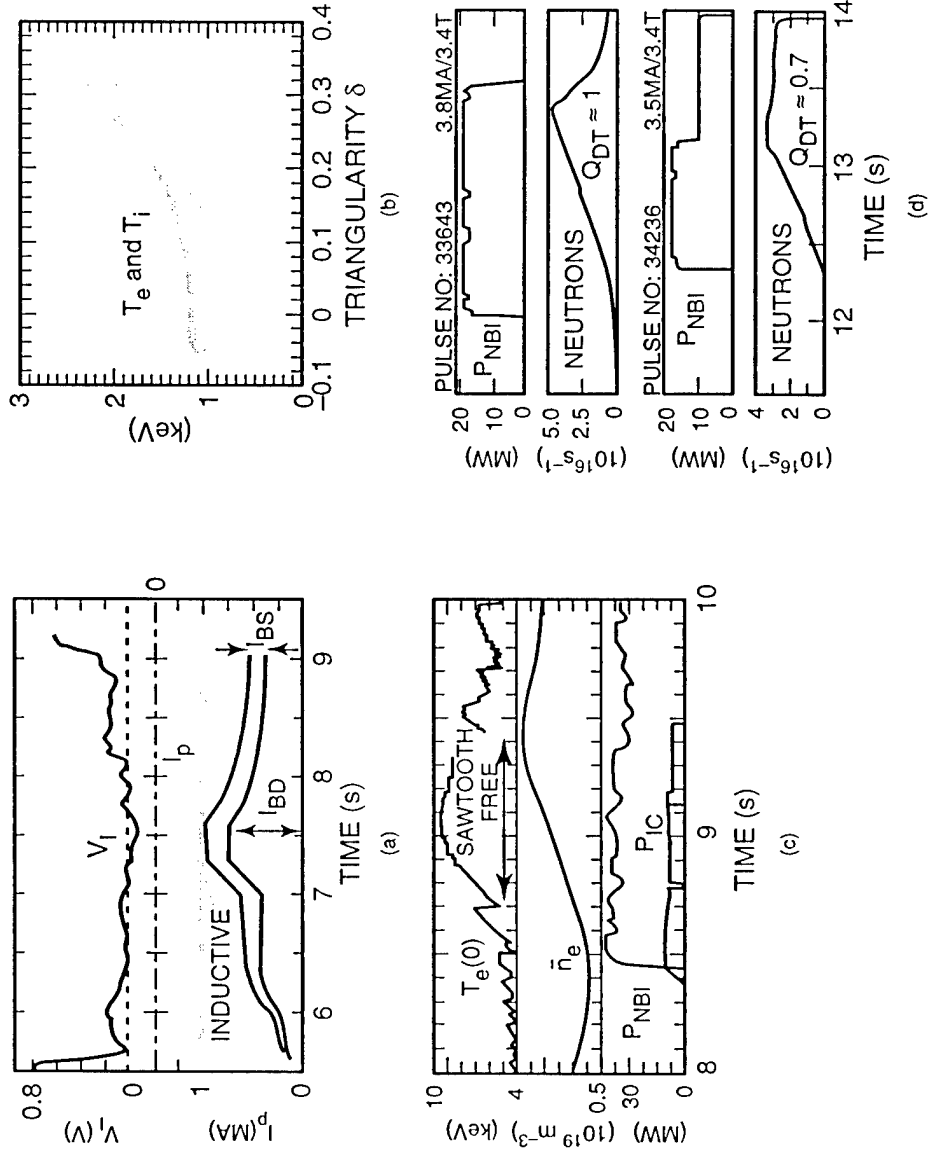 0.8
0
V_l (V)
V_l
0
I_p
1
0
I_p (MA)
INDUCTIVE
I_BD
I_BS
6 7 8 9
TIME (s)
(a)
T_e and T_i
3
2
1
0
(keV)
−0.1 0 0.1 0.2 0.3 0.4
TRIANGULARITY δ
(b)
10
4
0.5
30
0
(MW) (10^19 m^−3) (keV)
T_e(0)
SAWTOOTH
FREE
n̄_e
P_NBI
P_IC
8 9 10
TIME (s)
(c)
PULSE NO: 33643 3.8MA/3.4T
20
10
0
(MW)
P_NBI
5.0
2.5
0
(10^16 s^−1)
NEUTRONS
Q_DT ≈ 1
PULSE NO: 34236 3.5MA/3.4T
20
10
0
(MW)
P_NBI
4
2
0
(10^16 s^−1)
NEUTRONS
Q_DT ≈ 0.7
12 13 14
TIME (s)
(d)